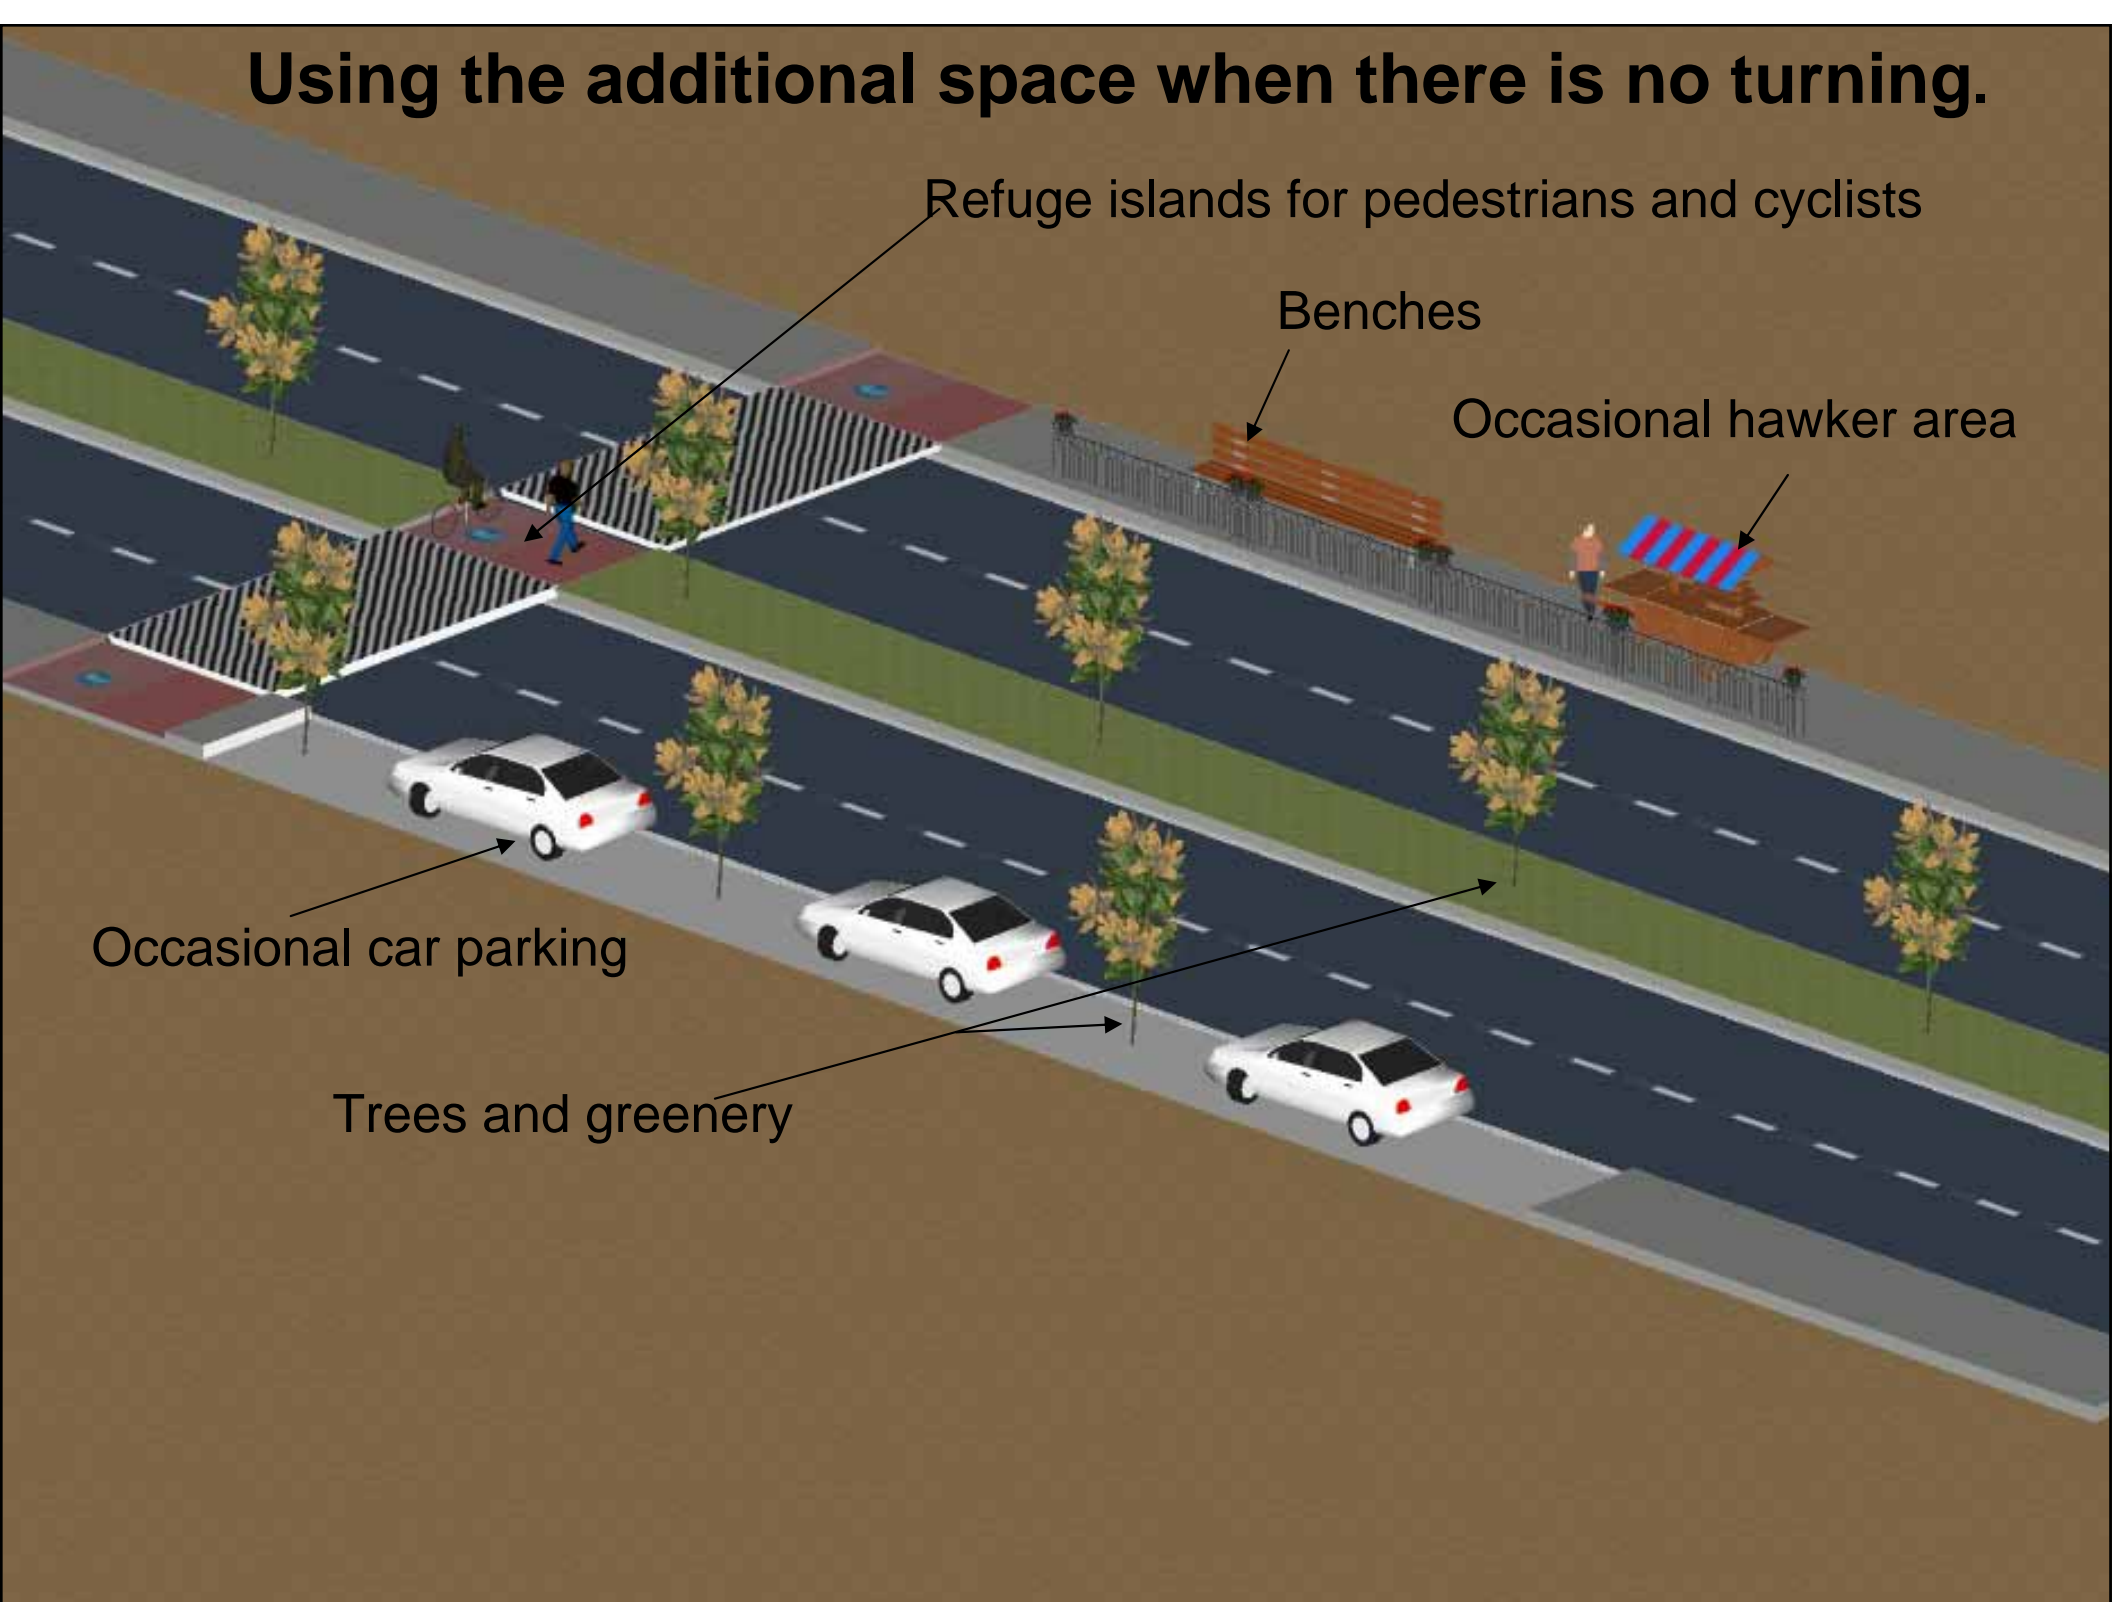 Using the additional space when there is no turning.
Refuge islands for pedestrians and cyclists
Benches
Occasional hawker area
Occasional car parking
Trees and greenery